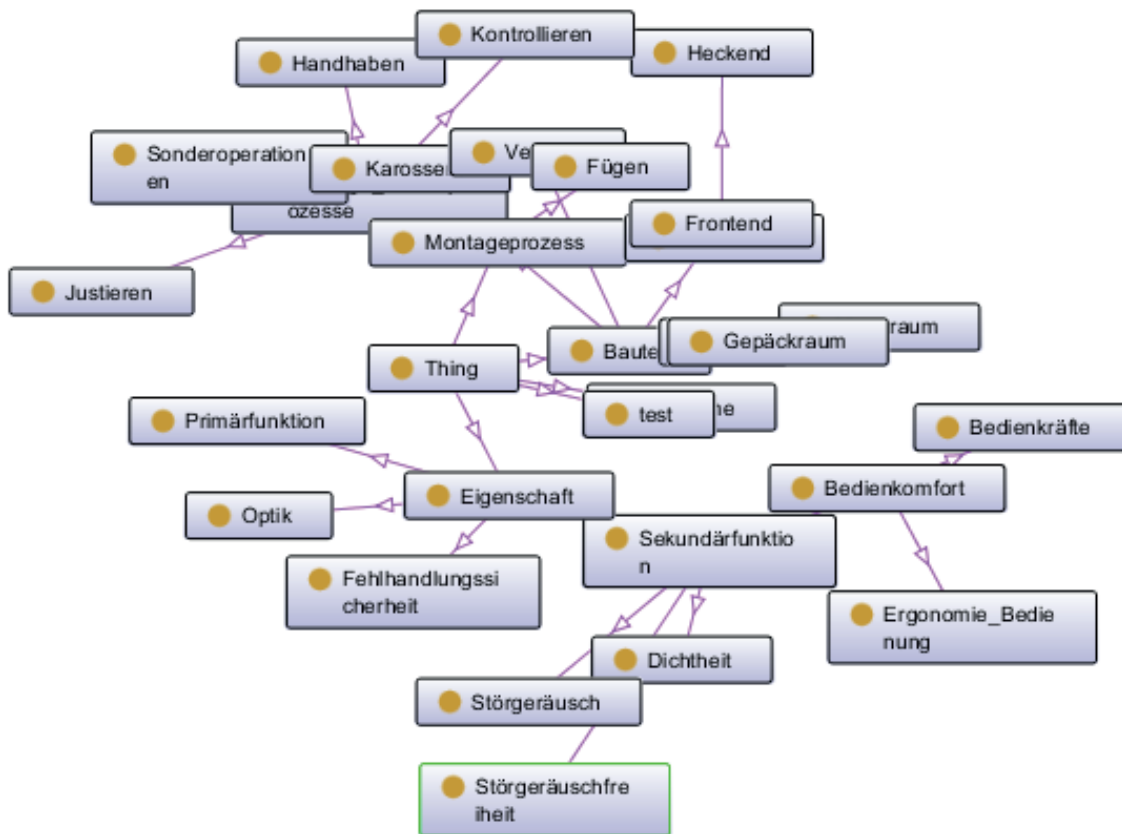 Kontrollieren
Handhaben
Heckend
Sonderoperation
en
Karosse
Fügen
ozesse
Frontend
Montageprozess
Justieren
Gepäckraum
raum
Thing
test
Primärfunktion
Bedienkräfte
Eigenschaft
Bedienkomfort
Optik
Sekundärfunktio
n
Fehlhandlungssi
cherheit
Ergonomie_Bedie
nung
Dichtheit
Störgeräusch
Störgeräuschfre
iheit